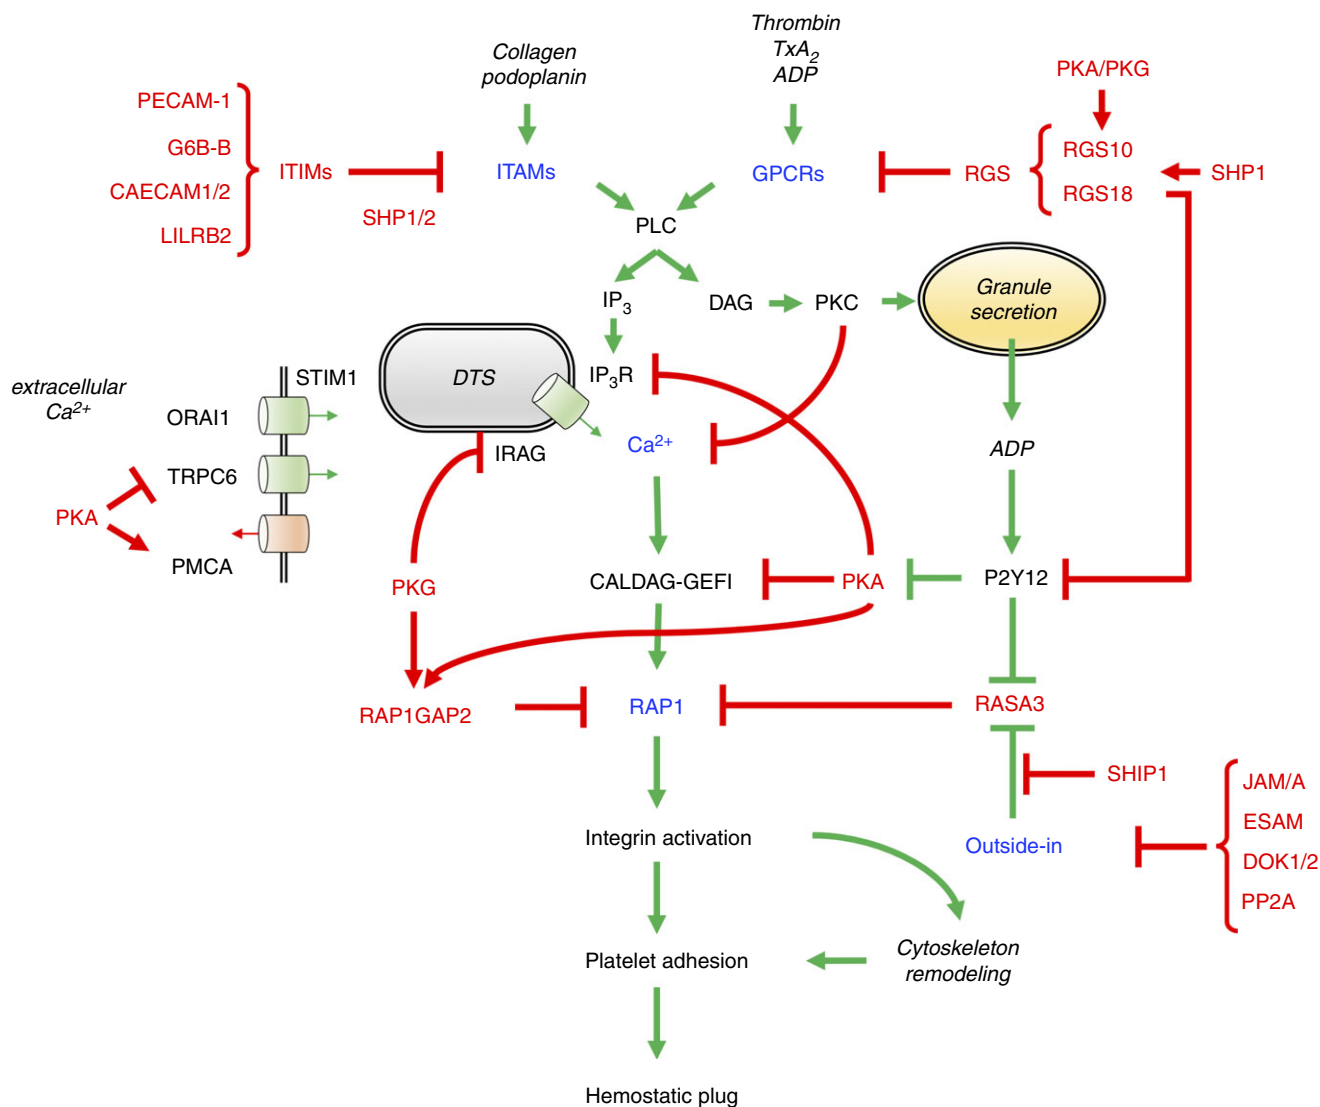 Thrombin
TxA2
ADP
Collagen
podoplanin
PKA/PKG
PECAM-1
G6B-B
CAECAM1/2
LILRB2
ITIMs
SHP1/2
ITAMs
GPCRs
RGS
RGS10
RGS18
SHP1
PLC
IP3
DAG
PKC
Granule
secretion
IP3R
DTS
STIM1
extracellular
Ca2+
ORAI1
TRPC6
PKA
PMCA
IRAG
Ca2+
ADP
PKG
CALDAG-GEFI
PKA
P2Y12
RAP1GAP2
RAP1
RASA3
SHIP1
JAM/A
ESAM
DOK1/2
PP2A
Integrin activation
Outside-in
Platelet adhesion
Cytoskeleton
remodeling
Hemostatic plug